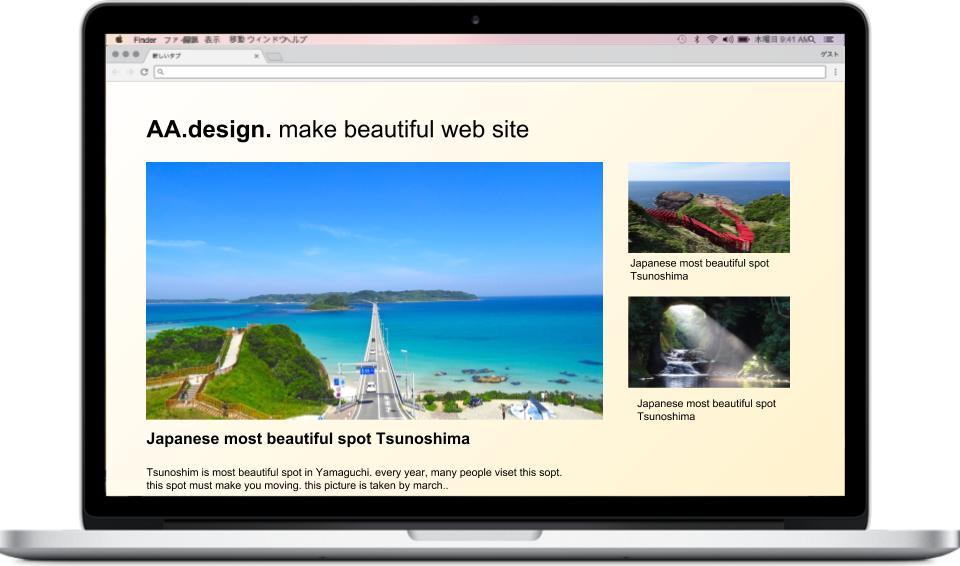 Finder ファイル 編集 表示 移動 ウインドウ ヘルプ
木曜日 9:41 AM
新しいタブ
ゲスト
AA.design. make beautiful web site
Japanese most beautiful spot
Tsunoshima
Japanese most beautiful spot
Tsunoshima
Japanese most beautiful spot Tsunoshima
Tsunoshim is most beautiful spot in Yamaguchi. every year, many people viset this sopt.
this spot must make you moving. this picture is taken by march..